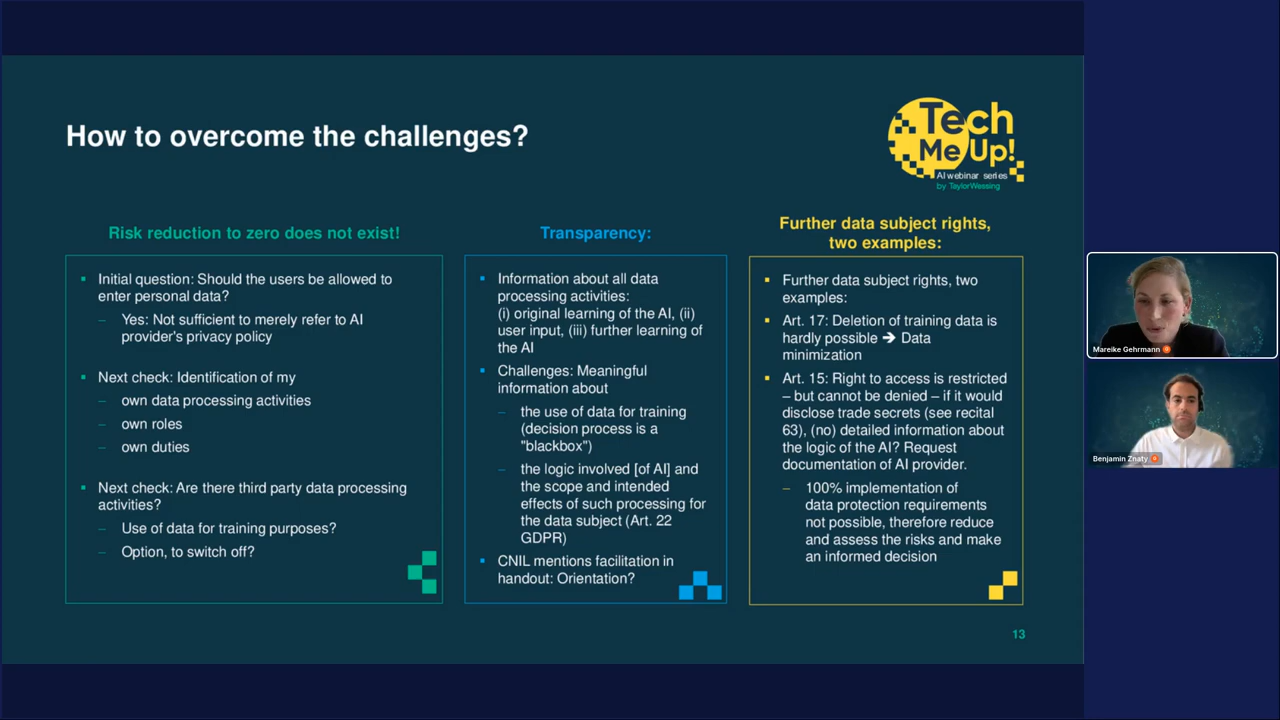 How to overcome the challenges?
Tech
Me Up!
AI webinar series
by TaylorWessing
Risk reduction to zero does not exist!
▪ Initial question: Should the users be allowed to
enter personal data?
– Yes: Not sufficient to merely refer to AI
provider's privacy policy
▪ Next check: Identification of my
– own data processing activities
– own roles
– own duties
▪ Next check: Are there third party data processing
activities?
– Use of data for training purposes?
– Option, to switch off?
Transparency:
▪ Information about all data
processing activities:
(i) original learning of the AI, (ii)
user input, (iii) further learning of
the AI
▪ Challenges: Meaningful
information about
– the use of data for training
(decision process is a
"blackbox")
– the logic involved [of AI] and
the scope and intended
effects of such processing for
the data subject (Art. 22
GDPR)
▪ CNIL mentions facilitation in
handout: Orientation?
Further data subject rights,
two examples:
▪ Further data subject rights, two
examples:
▪ Art. 17: Deletion of training data is
hardly possible ➔ Data
minimization
▪ Art. 15: Right to access is restricted
– but cannot be denied – if it would
disclose trade secrets (see recital
63), (no) detailed information about
the logic of the AI? Request
documentation of AI provider.
– 100% implementation of
data protection requirements
not possible, therefore reduce
and assess the risks and make
an informed decision
13
Mareike Gehrmann
Benjamin Znaty